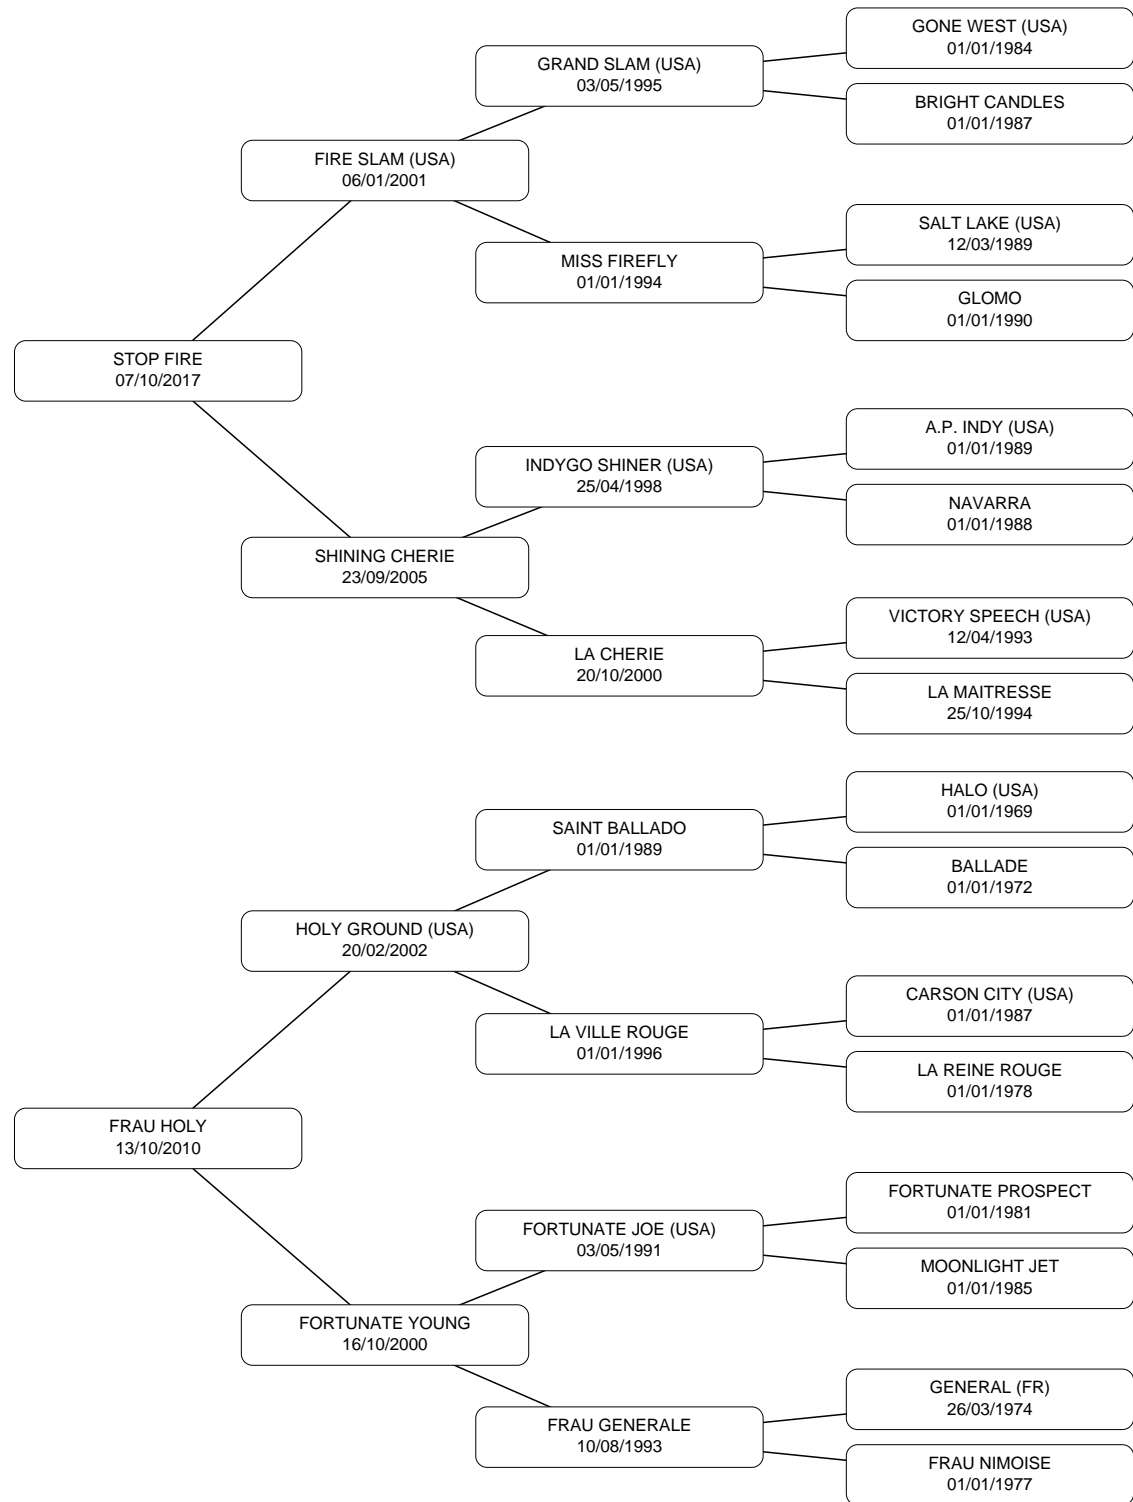 GONE WEST (USA)
01/01/1984
GRAND SLAM (USA)
03/05/1995
BRIGHT CANDLES
01/01/1987
FIRE SLAM (USA)
06/01/2001
SALT LAKE (USA)
12/03/1989
MISS FIREFLY
01/01/1994
GLOMO
01/01/1990
STOP FIRE
07/10/2017
A.P. INDY (USA)
01/01/1989
INDYGO SHINER (USA)
25/04/1998
NAVARRA
01/01/1988
SHINING CHERIE
23/09/2005
VICTORY SPEECH (USA)
12/04/1993
LA CHERIE
20/10/2000
LA MAITRESSE
25/10/1994
HALO (USA)
01/01/1969
SAINT BALLADO
01/01/1989
BALLADE
01/01/1972
HOLY GROUND (USA)
20/02/2002
CARSON CITY (USA)
01/01/1987
LA VILLE ROUGE
01/01/1996
LA REINE ROUGE
01/01/1978
FRAU HOLY
13/10/2010
FORTUNATE PROSPECT
01/01/1981
FORTUNATE JOE (USA)
03/05/1991
MOONLIGHT JET
01/01/1985
FORTUNATE YOUNG
16/10/2000
GENERAL (FR)
26/03/1974
FRAU GENERALE
10/08/1993
FRAU NIMOISE
01/01/1977